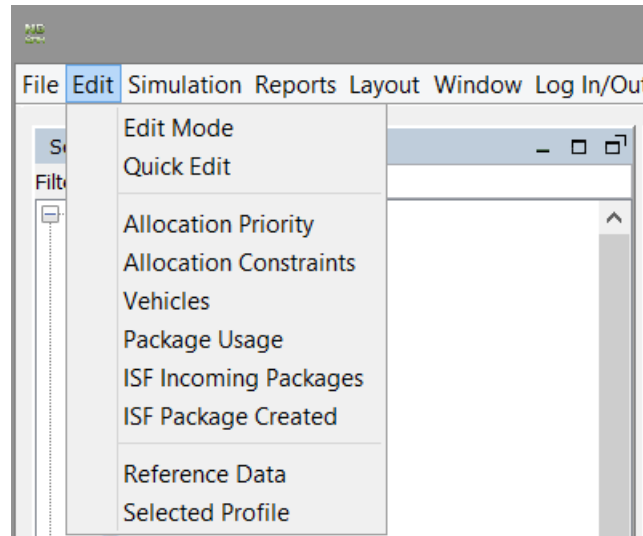 File Edit Simulation Reports Layout Window Log In/Ou
Edit Mode
Quick Edit
Allocation Priority
Allocation Constraints
Vehicles
Package Usage
ISF Incoming Packages
ISF Package Created
Reference Data
Selected Profile